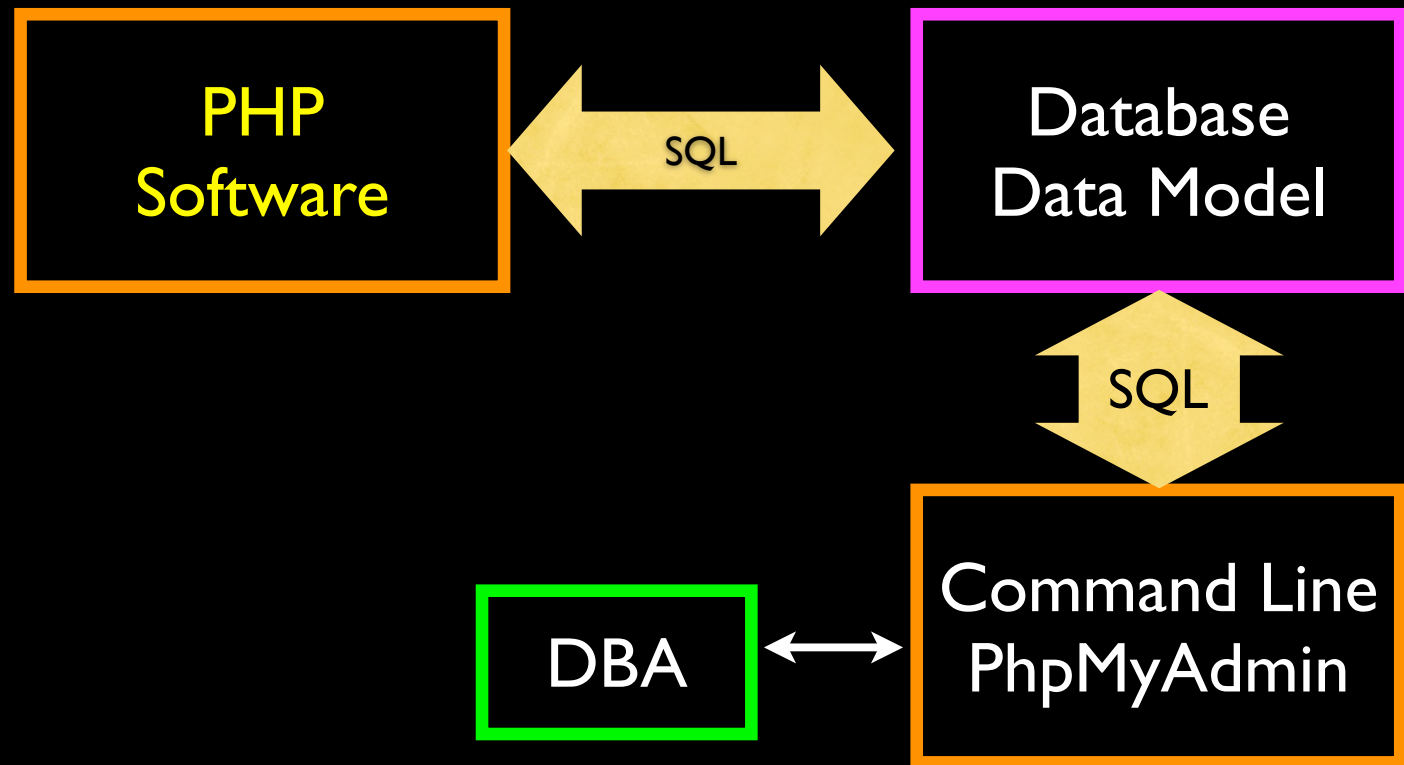 PHP
Software
SQL
Database
Data Model
SQL
Command Line
PhpMyAdmin
DBA